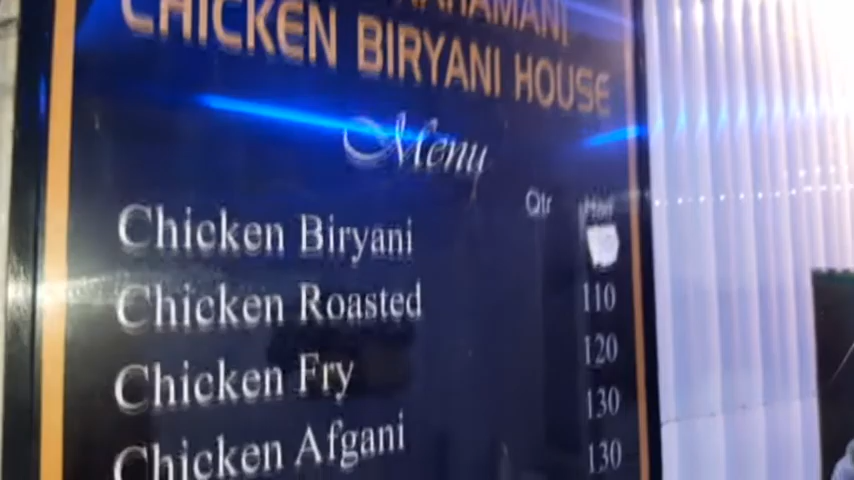 CHICKEN BIRYANI HOUSE
Menu
Qtr Half
Chicken Biryani
Chicken Roasted 110
Chicken Fry 120
Chicken Afgani 130
130